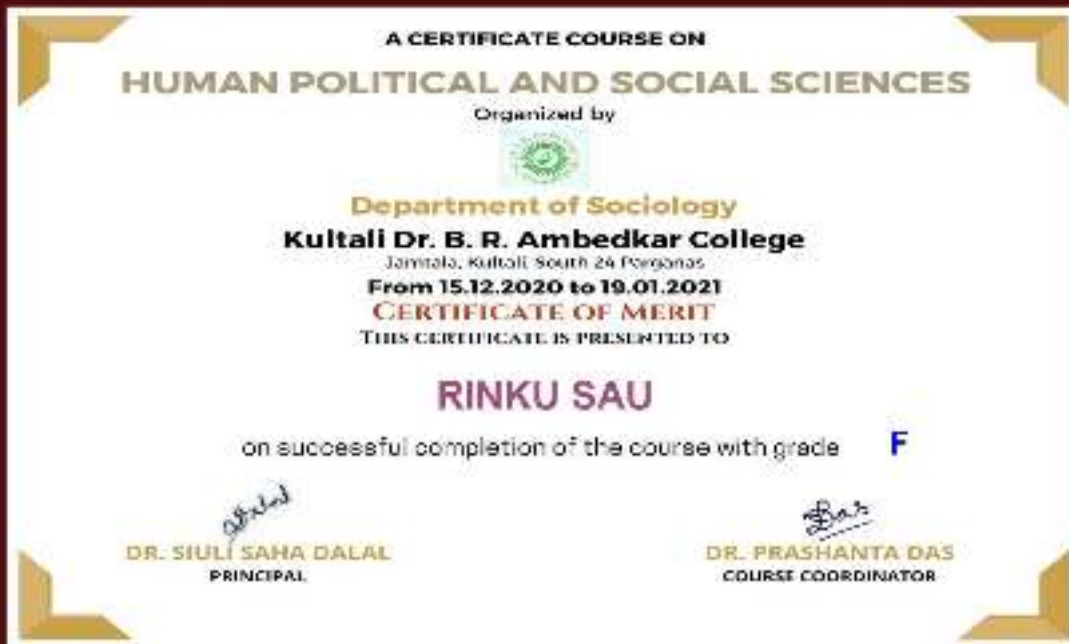 A CERTIFICATE COURSE ON
HUMAN POLITICAL AND SOCIAL SCIENCES
Organized by
Department of Sociology
Kultali Dr. B. R. Ambedkar College
Jamtala, Kultali, South 24 Parganas
From 15.12.2020 to 19.01.2021
CERTIFICATE OF MERIT
THIS CERTIFICATE IS PRESENTED TO
RINKU SAU
on successful completion of the course with grade F
Das
DR. SIULI SAHA DALAL DR. PRASHANTA DAS
PRINCIPAL COURSE COORDINATOR